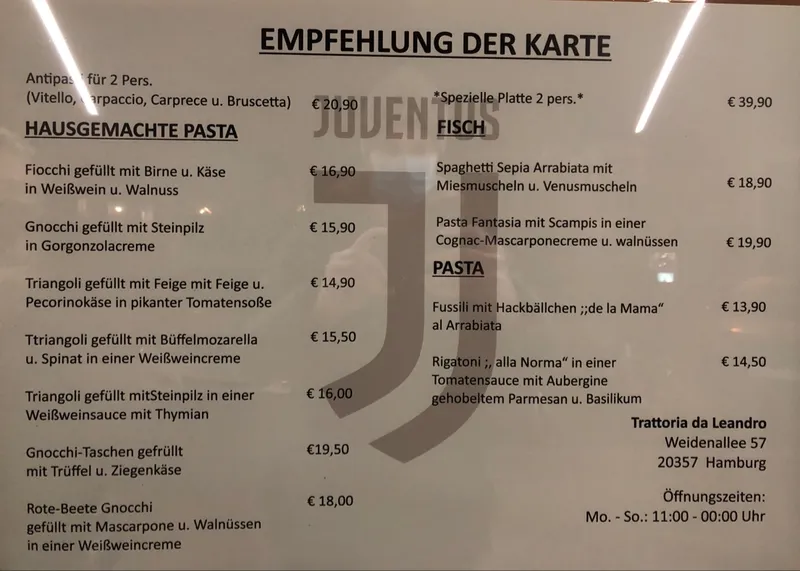 EMPFEHLUNG DER KARTE
Antipasti für 2 Pers.
(Vitello, Carpaccio, Carprece u. Bruscetta) € 20,90
HAUSGEMACHTE PASTA
Fiocchi gefüllt mit Birne u. Käse € 16,90
in Weißwein u. Walnuss
Gnocchi gefüllt mit Steinpilz € 15,90
in Gorgonzolacreme
Triangoli gefüllt mit Feige mit Feige u. € 14,90
Pecorinokäse in pikanter Tomatensoße
Ttriangoli gefüllt mit Büffelmozarella € 15,50
u. Spinat in einer Weißweincreme
Triangoli gefüllt mitSteinpilz in einer € 16,00
Weißweinsauce mit Thymian
Gnocchi-Taschen gefrüllt €19,50
mit Trüffel u. Ziegenkäse
Rote-Beete Gnocchi € 18,00
gefüllt mit Mascarpone u. Walnüssen
in einer Weißweincreme
JUVENTUS
*Spezielle Platte 2 pers.* € 39,90
FISCH
Spaghetti Sepia Arrabiata mit
Miesmuscheln u. Venusmuscheln € 18,90
Pasta Fantasia mit Scampis in einer
Cognac-Mascarponecreme u. walnüssen € 19,90
PASTA
Fussili mit Hackbällchen ;;de la Mama“ € 13,90
al Arrabiata
Rigatoni ;, alla Norma“ in einer € 14,50
Tomatensauce mit Aubergine
gehobeltem Parmesan u. Basilikum
Trattoria da Leandro
Weidenallee 57
20357 Hamburg
Öffnungszeiten:
Mo. - So.: 11:00 - 00:00 Uhr